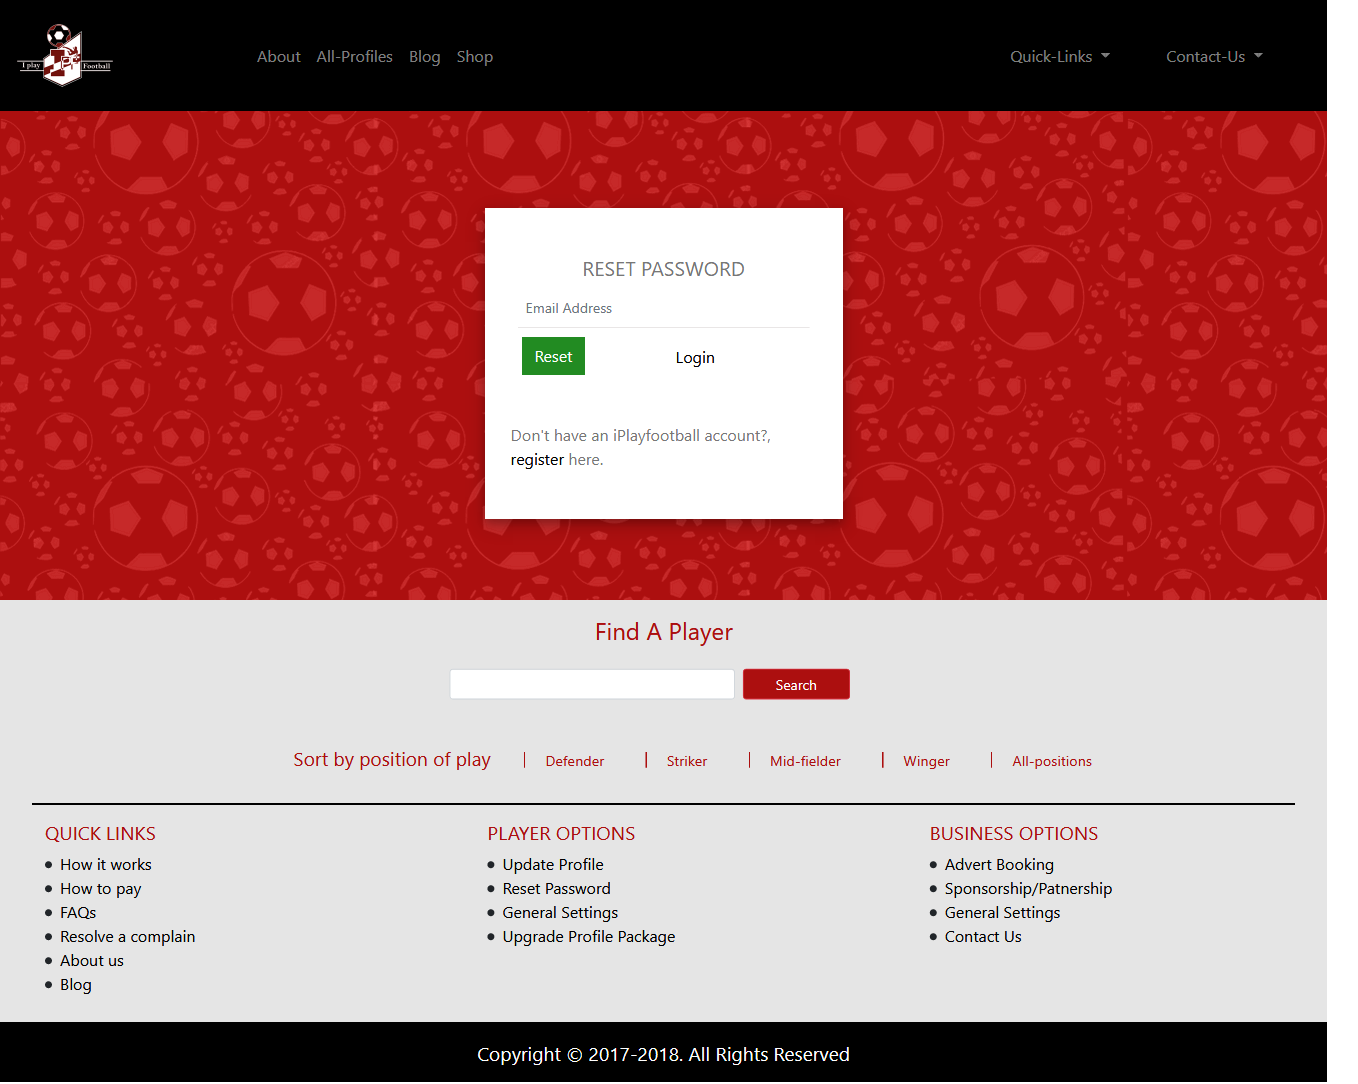 I play Football
About All-Profiles Blog Shop Quick-Links Contact-Us
RESET PASSWORD
Email Address
Reset Login
Don't have an iPlayfootball account?,
register here.
Find A Player
Search
Sort by position of play | Defender | Striker | Mid-fielder | Winger | All-positions
QUICK LINKS
How it works
How to pay
FAQs
Resolve a complain
About us
Blog
PLAYER OPTIONS
Update Profile
Reset Password
General Settings
Upgrade Profile Package
BUSINESS OPTIONS
Advert Booking
Sponsorship/Patnership
General Settings
Contact Us
Copyright © 2017-2018. All Rights Reserved